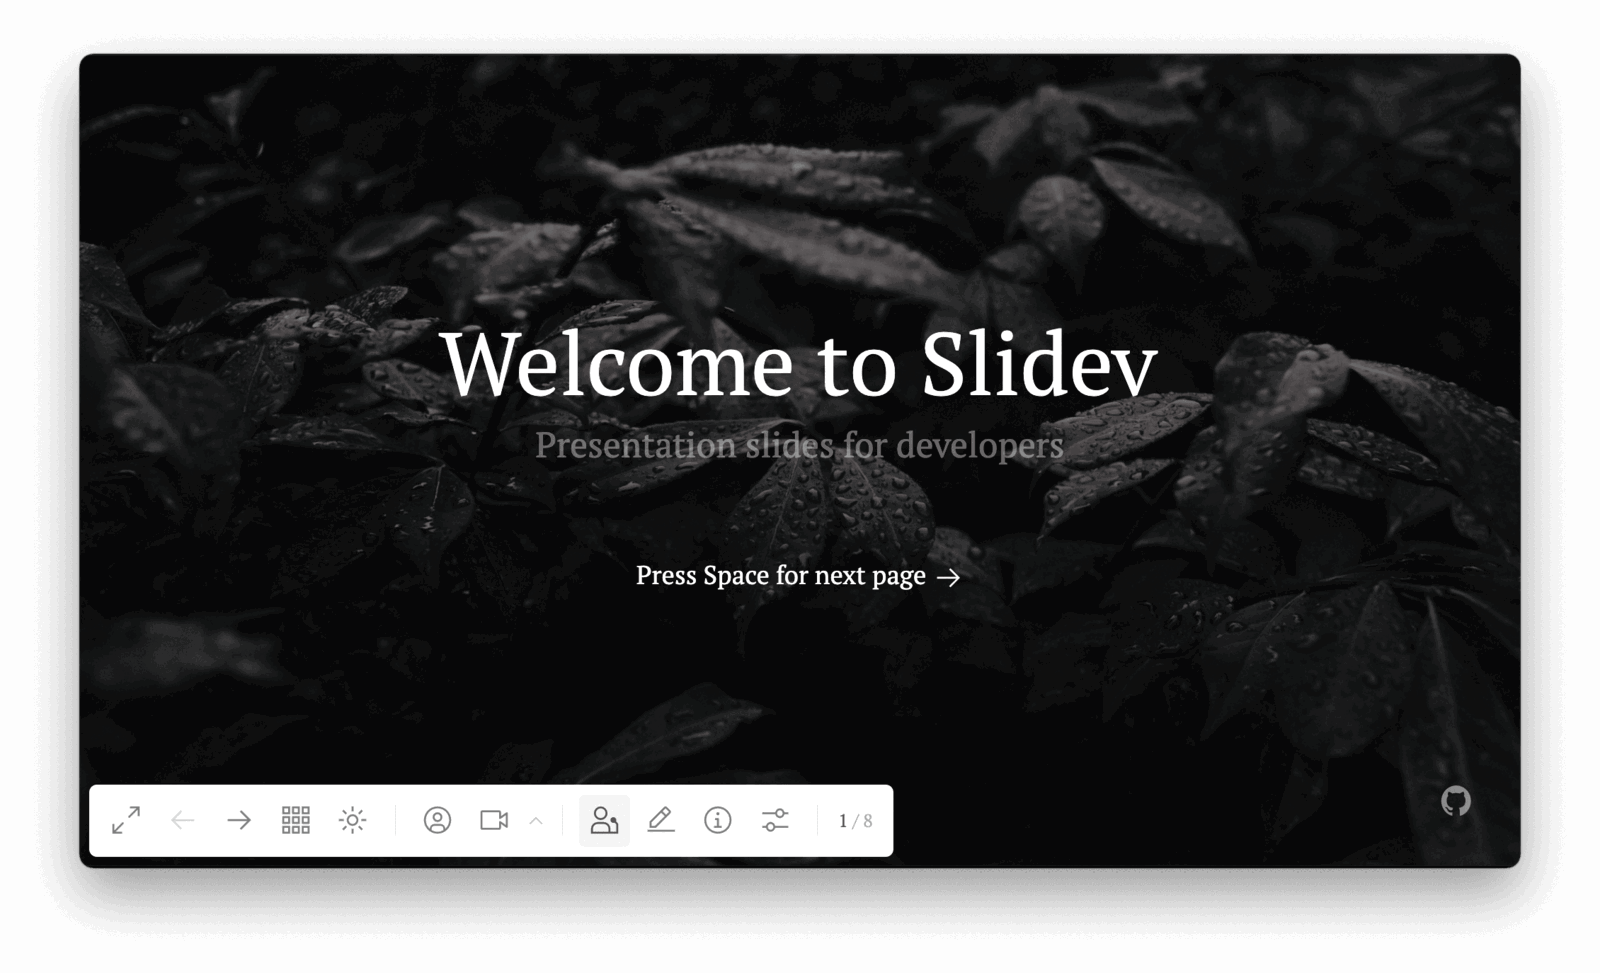 Welcome to Slidev
Presentation slides for developers
Press Space for next page →
1 / 8